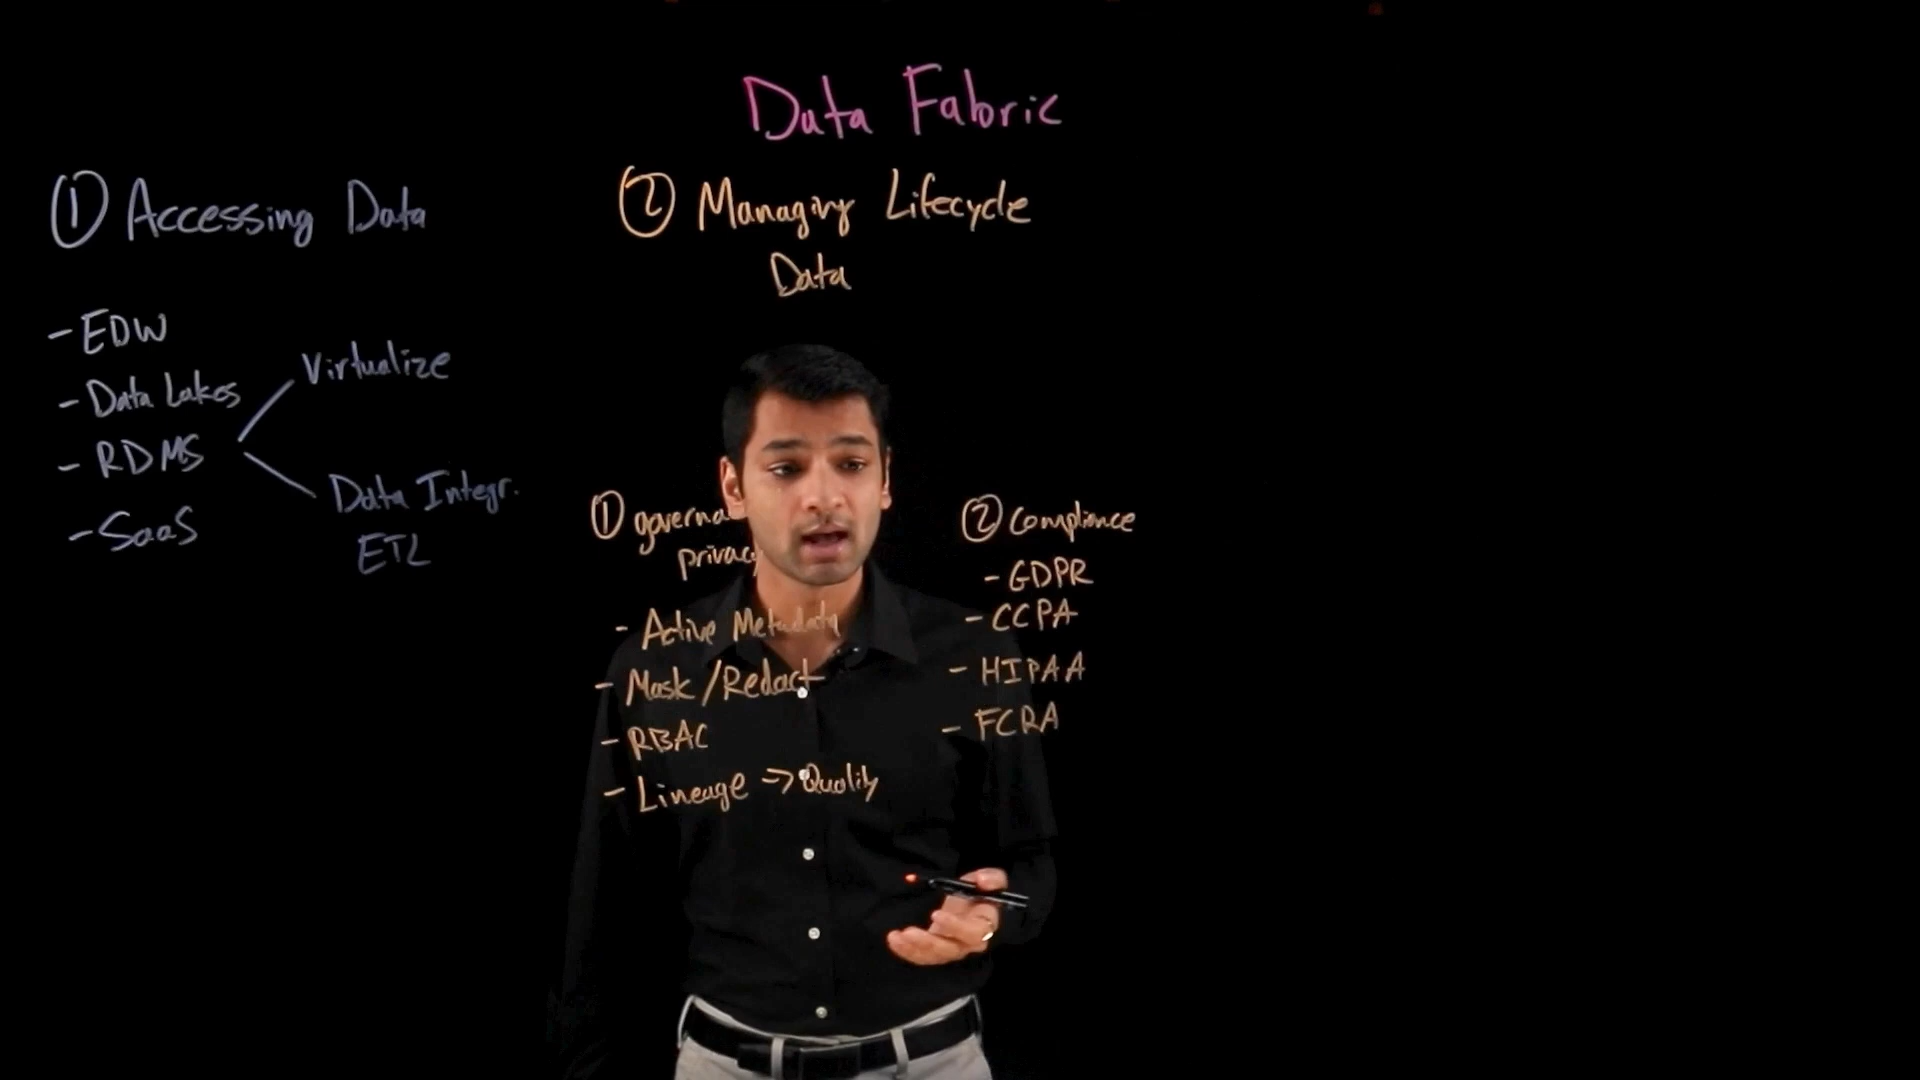 Data Fabric
① Accessing Data
- EDW
- Data Lakes
- RDMS
- SaaS
Virtualize
Data Integr.
ETL
② Managing Lifecycle
Data
①
- Active Metadata
- Mask/Redact
- RBAC
- Lineage → Quality
② Compliance
- GDPR
- CCPA
- HIPAA
- FCRA